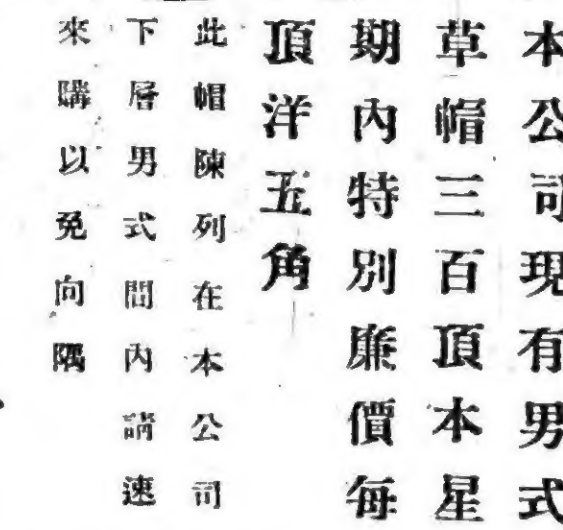 本公司現有男式
草帽三百頂本星
期內特別廉價每
頂洋五角
此帽陳列在本公司
下層男式間內請速
來購以免向隅